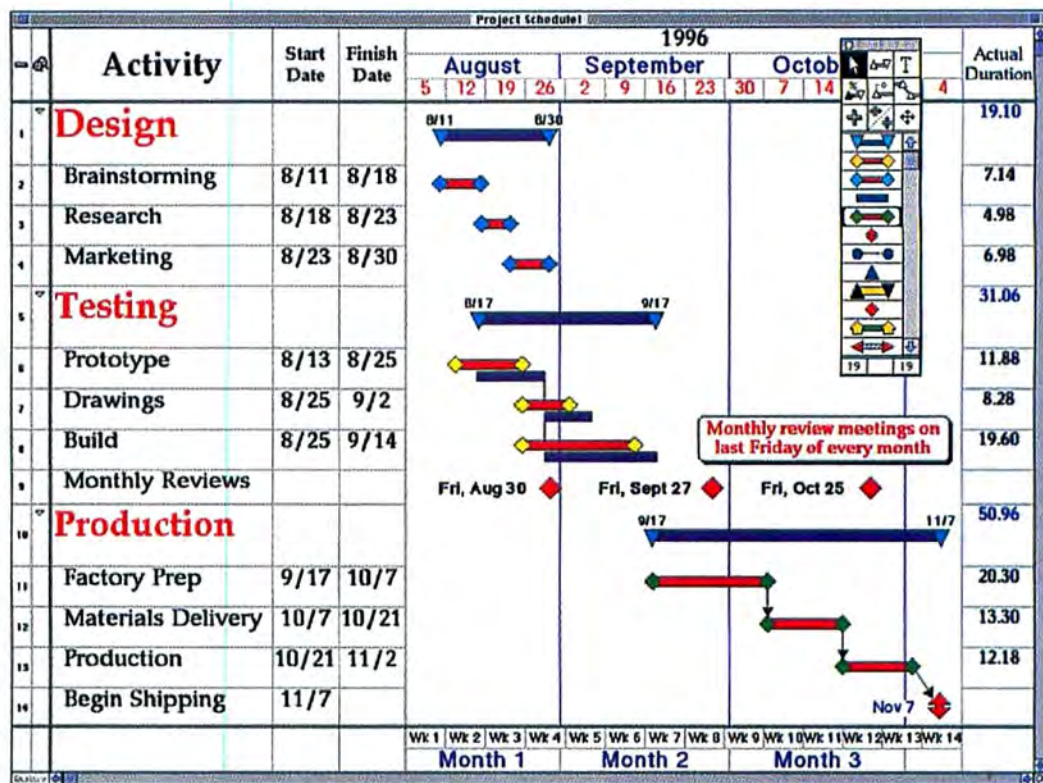 Project Schedule1
Activity
Start Date
Finish Date
1996
August September Octob
5 12 19 26 2 9 16 23 30 7 14 4
Actual Duration
1 Design 8/11 8/30 19.10
2 Brainstorming 8/11 8/18 7.14
3 Research 8/18 8/23 4.98
4 Marketing 8/23 8/30 6.98
5 Testing 8/17 9/17 31.06
6 Prototype 8/13 8/25 11.88
7 Drawings 8/25 9/2 8.28
8 Build 8/25 9/14 19.60
Monthly review meetings on
last Friday of every month
9 Monthly Reviews Fri, Aug 30 Fri, Sept 27 Fri, Oct 25
10 Production 9/17 11/7 50.96
11 Factory Prep 9/17 10/7 20.30
12 Materials Delivery 10/7 10/21 13.30
13 Production 10/21 11/2 12.18
14 Begin Shipping 11/7 Nov 7
Wk 1 Wk 2 Wk 3 Wk 4 Wk 5 Wk 6 Wk 7 Wk 8 Wk 9 Wk 10 Wk 11 Wk 12 Wk 13 Wk 14
Month 1 Month 2 Month 3
T
19 19